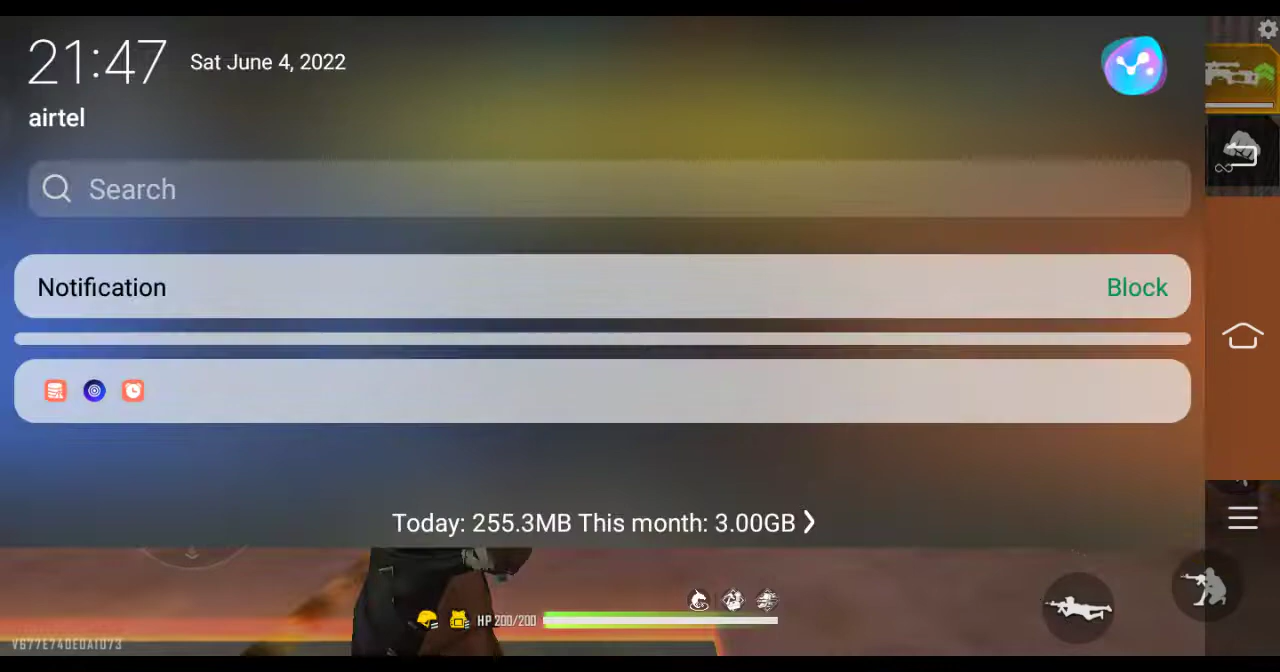 21:47 Sat June 4, 2022
airtel
Search
Notification Block
Today: 255.3MB This month: 3.00GB
HP 200/200